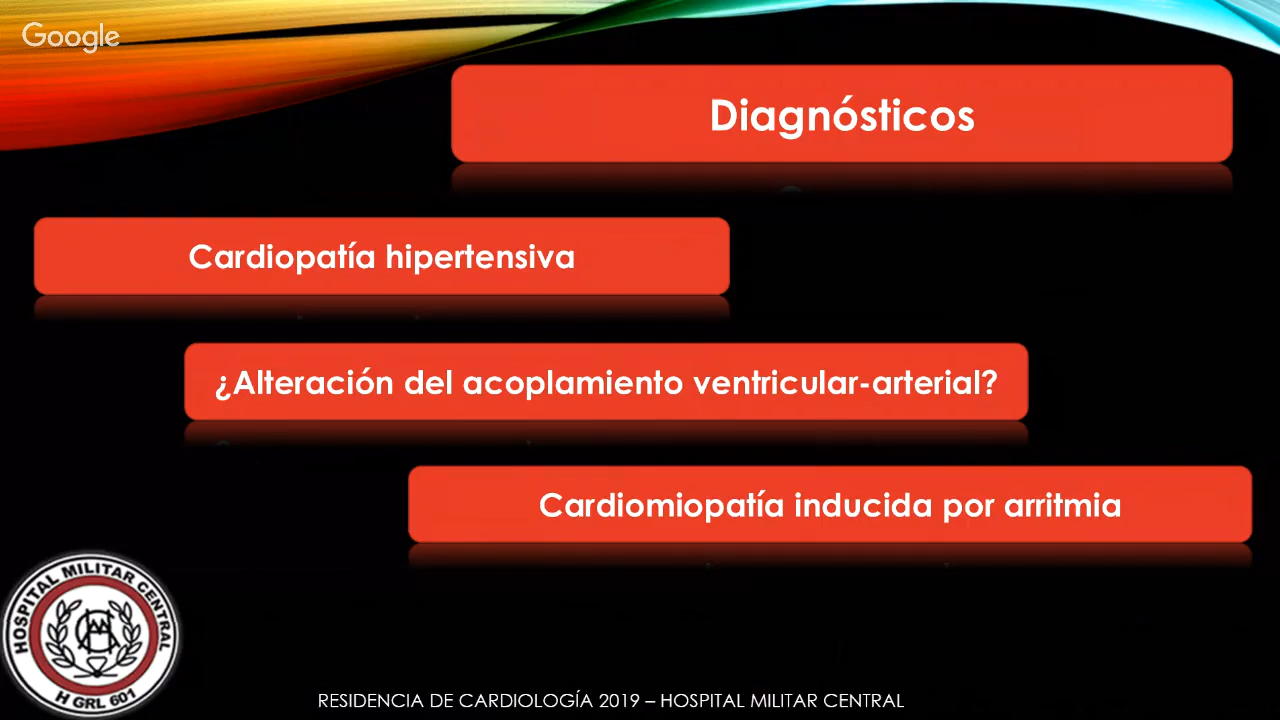 Google
Diagnósticos
Cardiopatía hipertensiva
¿Alteración del acoplamiento ventricular-arterial?
Cardiomiopatía inducida por arritmia
HOSPITAL MILITAR CENTRAL
H GRL 601
RESIDENCIA DE CARDIOLOGÍA 2019 – HOSPITAL MILITAR CENTRAL